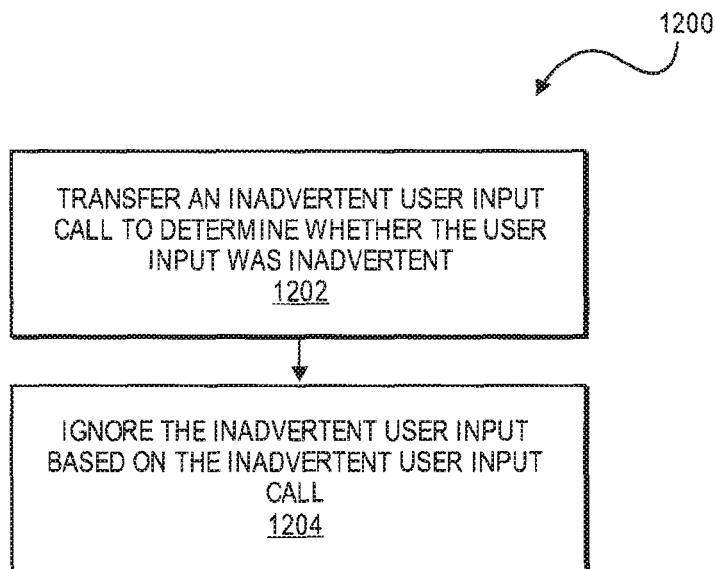 1200
TRANSFER AN INADVERTENT USER INPUT
CALL TO DETERMINE WHETHER THE USER
INPUT WAS INADVERTENT
1202
IGNORE THE INADVERTENT USER INPUT
BASED ON THE INADVERTENT USER INPUT
CALL
1204